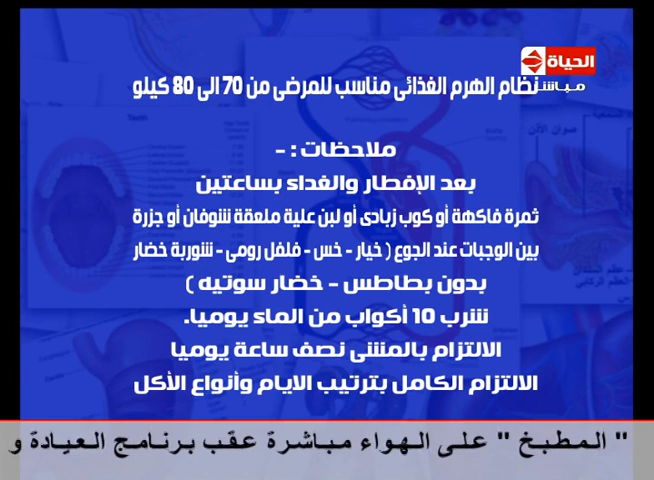 الحياة
مباشر
نظام الهرم الغذائى مناسب للمرضى من 70 الى 80 كيلو
ملاحظات : -
بعد الإفطار والغداء بساعتين
ثمرة فاكهة أو كوب زبادى أو لبن علية ملعقة شوفان أو جزرة
بين الوجبات عند الجوع ( خيار - خس - فلفل رومى - شوربة خضار
بدون بطاطس - خضار سوتيه )
شرب 10 أكواب من الماء يوميا.
الالتزام بالمشى نصف ساعة يوميا
الالتزام الكامل بترتيب الايام وأنواع الأكل
" المطبخ " على الهواء مباشرة عقب برنامج العيادة و